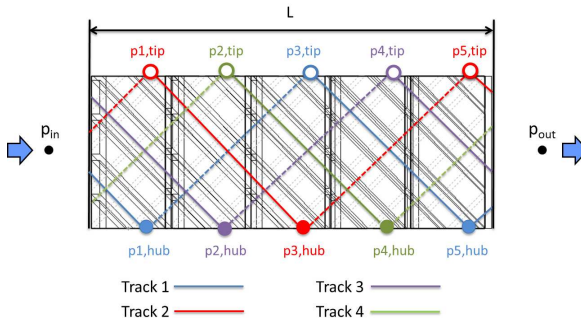 L
p1,tip p2,tip p3,tip p4,tip p5,tip
pin pout
p1,hub p2,hub p3,hub p4,hub p5,hub
Track 1 Track 3
Track 2 Track 4